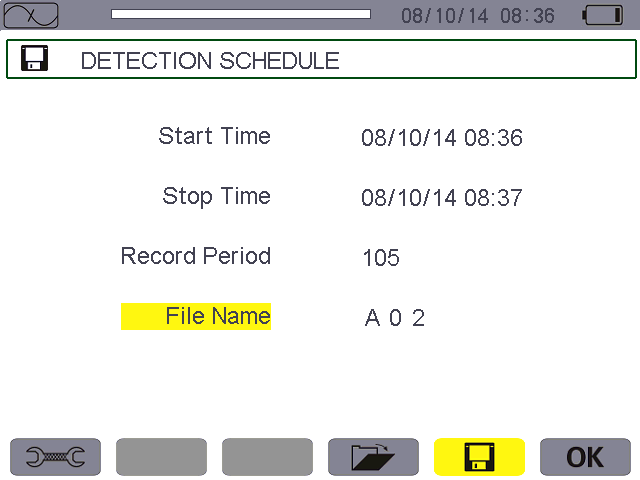 08/10/14 08:36
DETECTION SCHEDULE
Start Time 08/10/14 08:36
Stop Time 08/10/14 08:37
Record Period 105
File Name A 0 2
OK